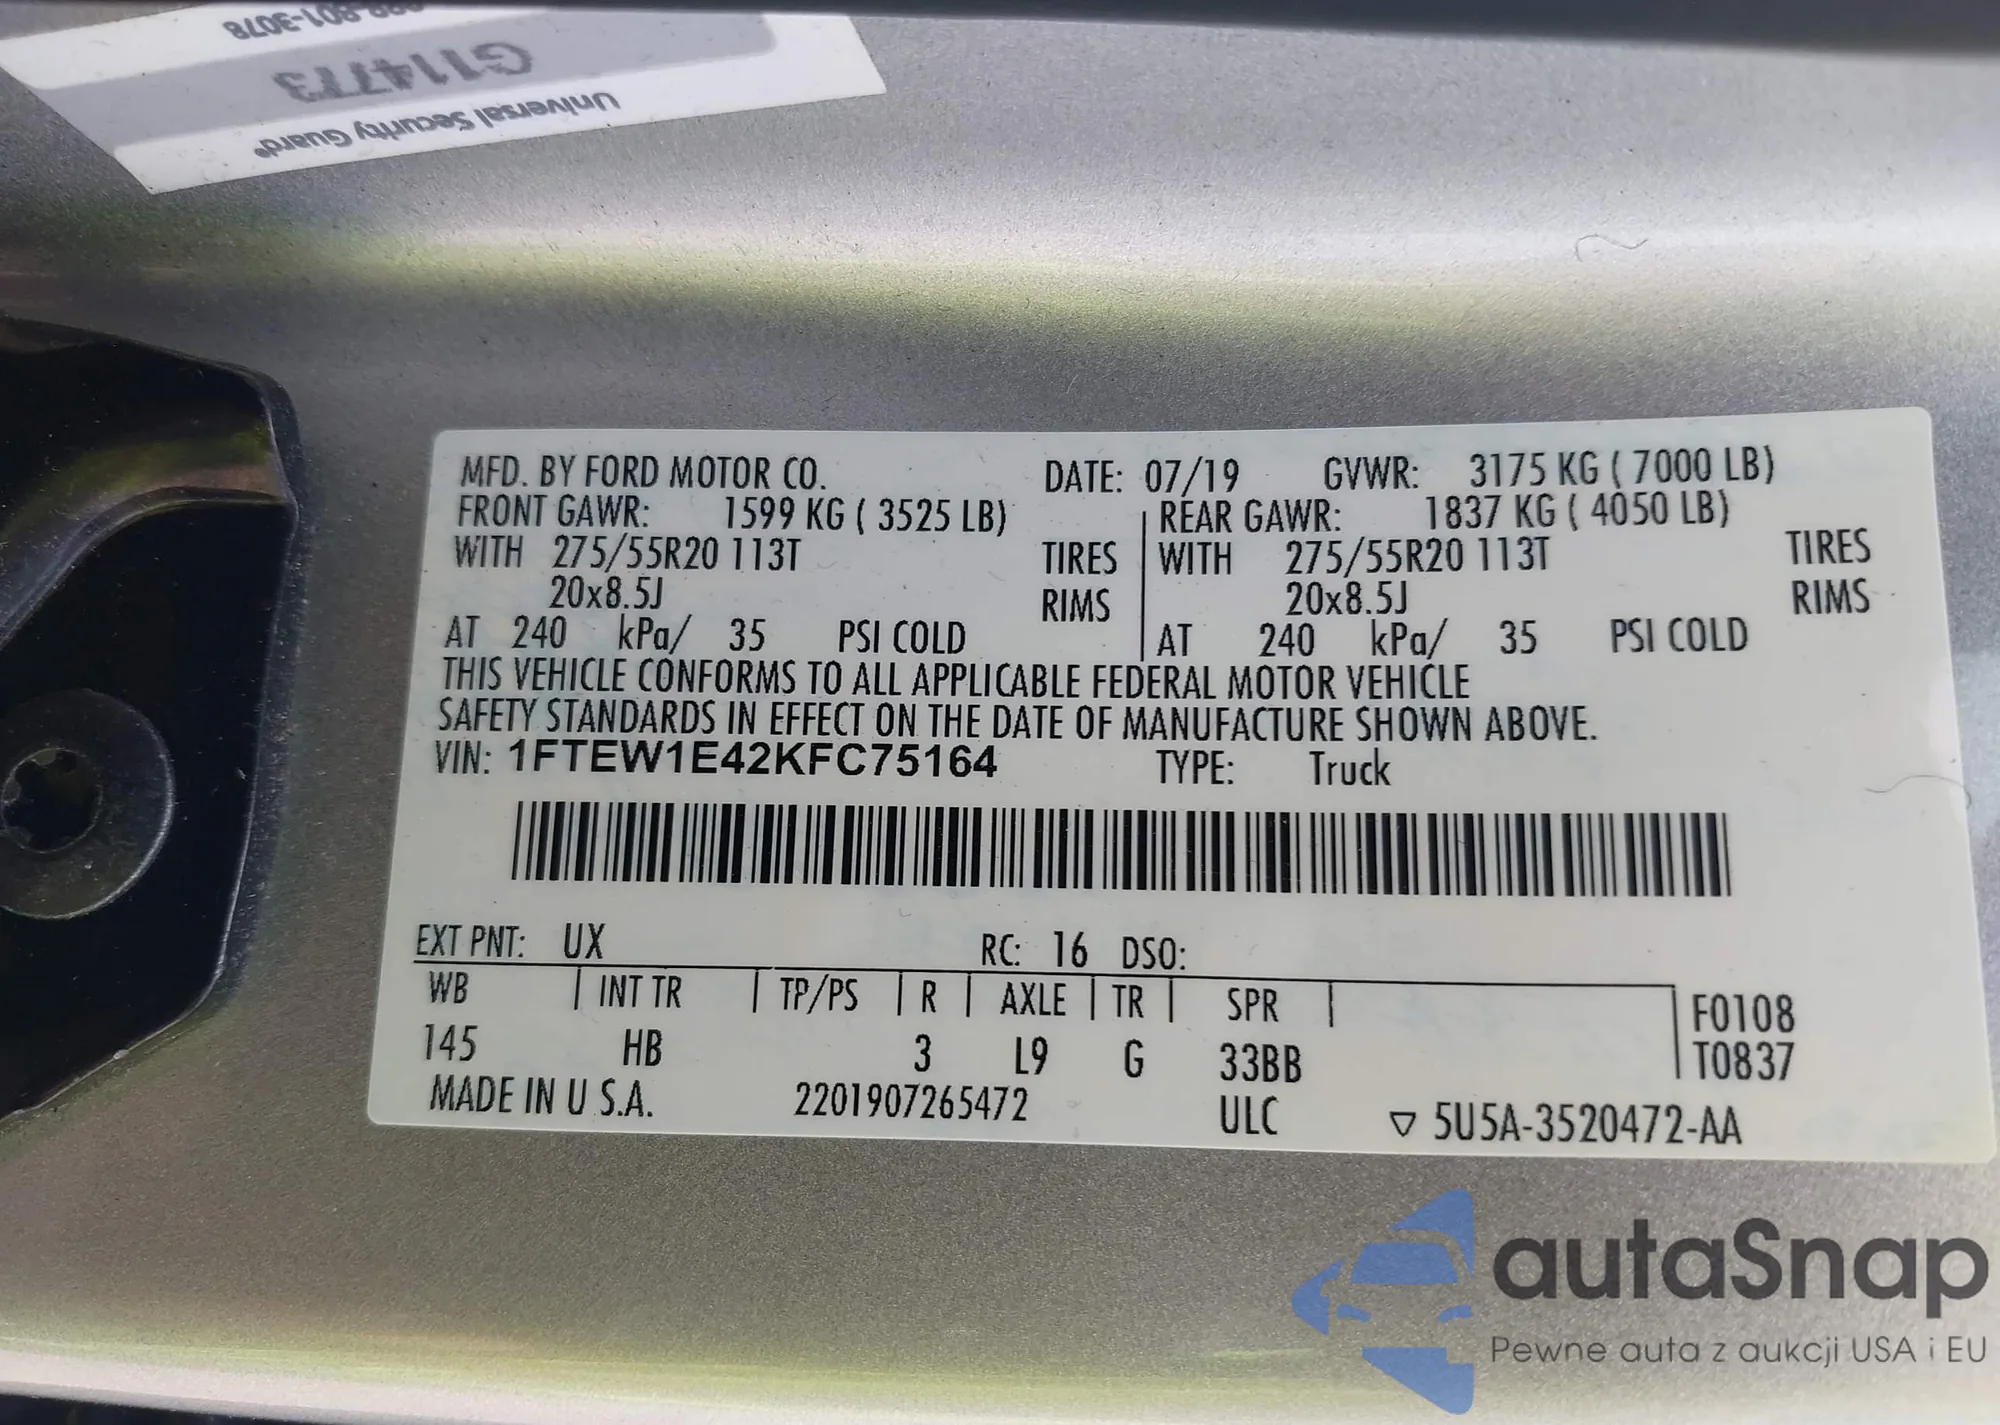 801-3078
G114773
Universal Security Guard®
MFD. BY FORD MOTOR CO. DATE: 07/19 GVWR: 3175 KG ( 7000 LB)
FRONT GAWR: 1599 KG ( 3525 LB) REAR GAWR: 1837 KG ( 4050 LB)
WITH 275/55R20 113T TIRES WITH 275/55R20 113T TIRES
20x8.5J RIMS 20x8.5J RIMS
AT 240 kPa/ 35 PSI COLD AT 240 kPa/ 35 PSI COLD
THIS VEHICLE CONFORMS TO ALL APPLICABLE FEDERAL MOTOR VEHICLE
SAFETY STANDARDS IN EFFECT ON THE DATE OF MANUFACTURE SHOWN ABOVE.
VIN: 1FTEW1E42KFC75164 TYPE: Truck
EXT PNT: UX RC: 16 DSO:
WB INT TR TP/PS R AXLE TR SPR F0108
145 HB 3 L9 G 33BB T0837
MADE IN U S.A. 2201907265472 ULC ▽ 5U5A-3520472-AA
autaSnap
Pewne auta z aukcji USA i EU